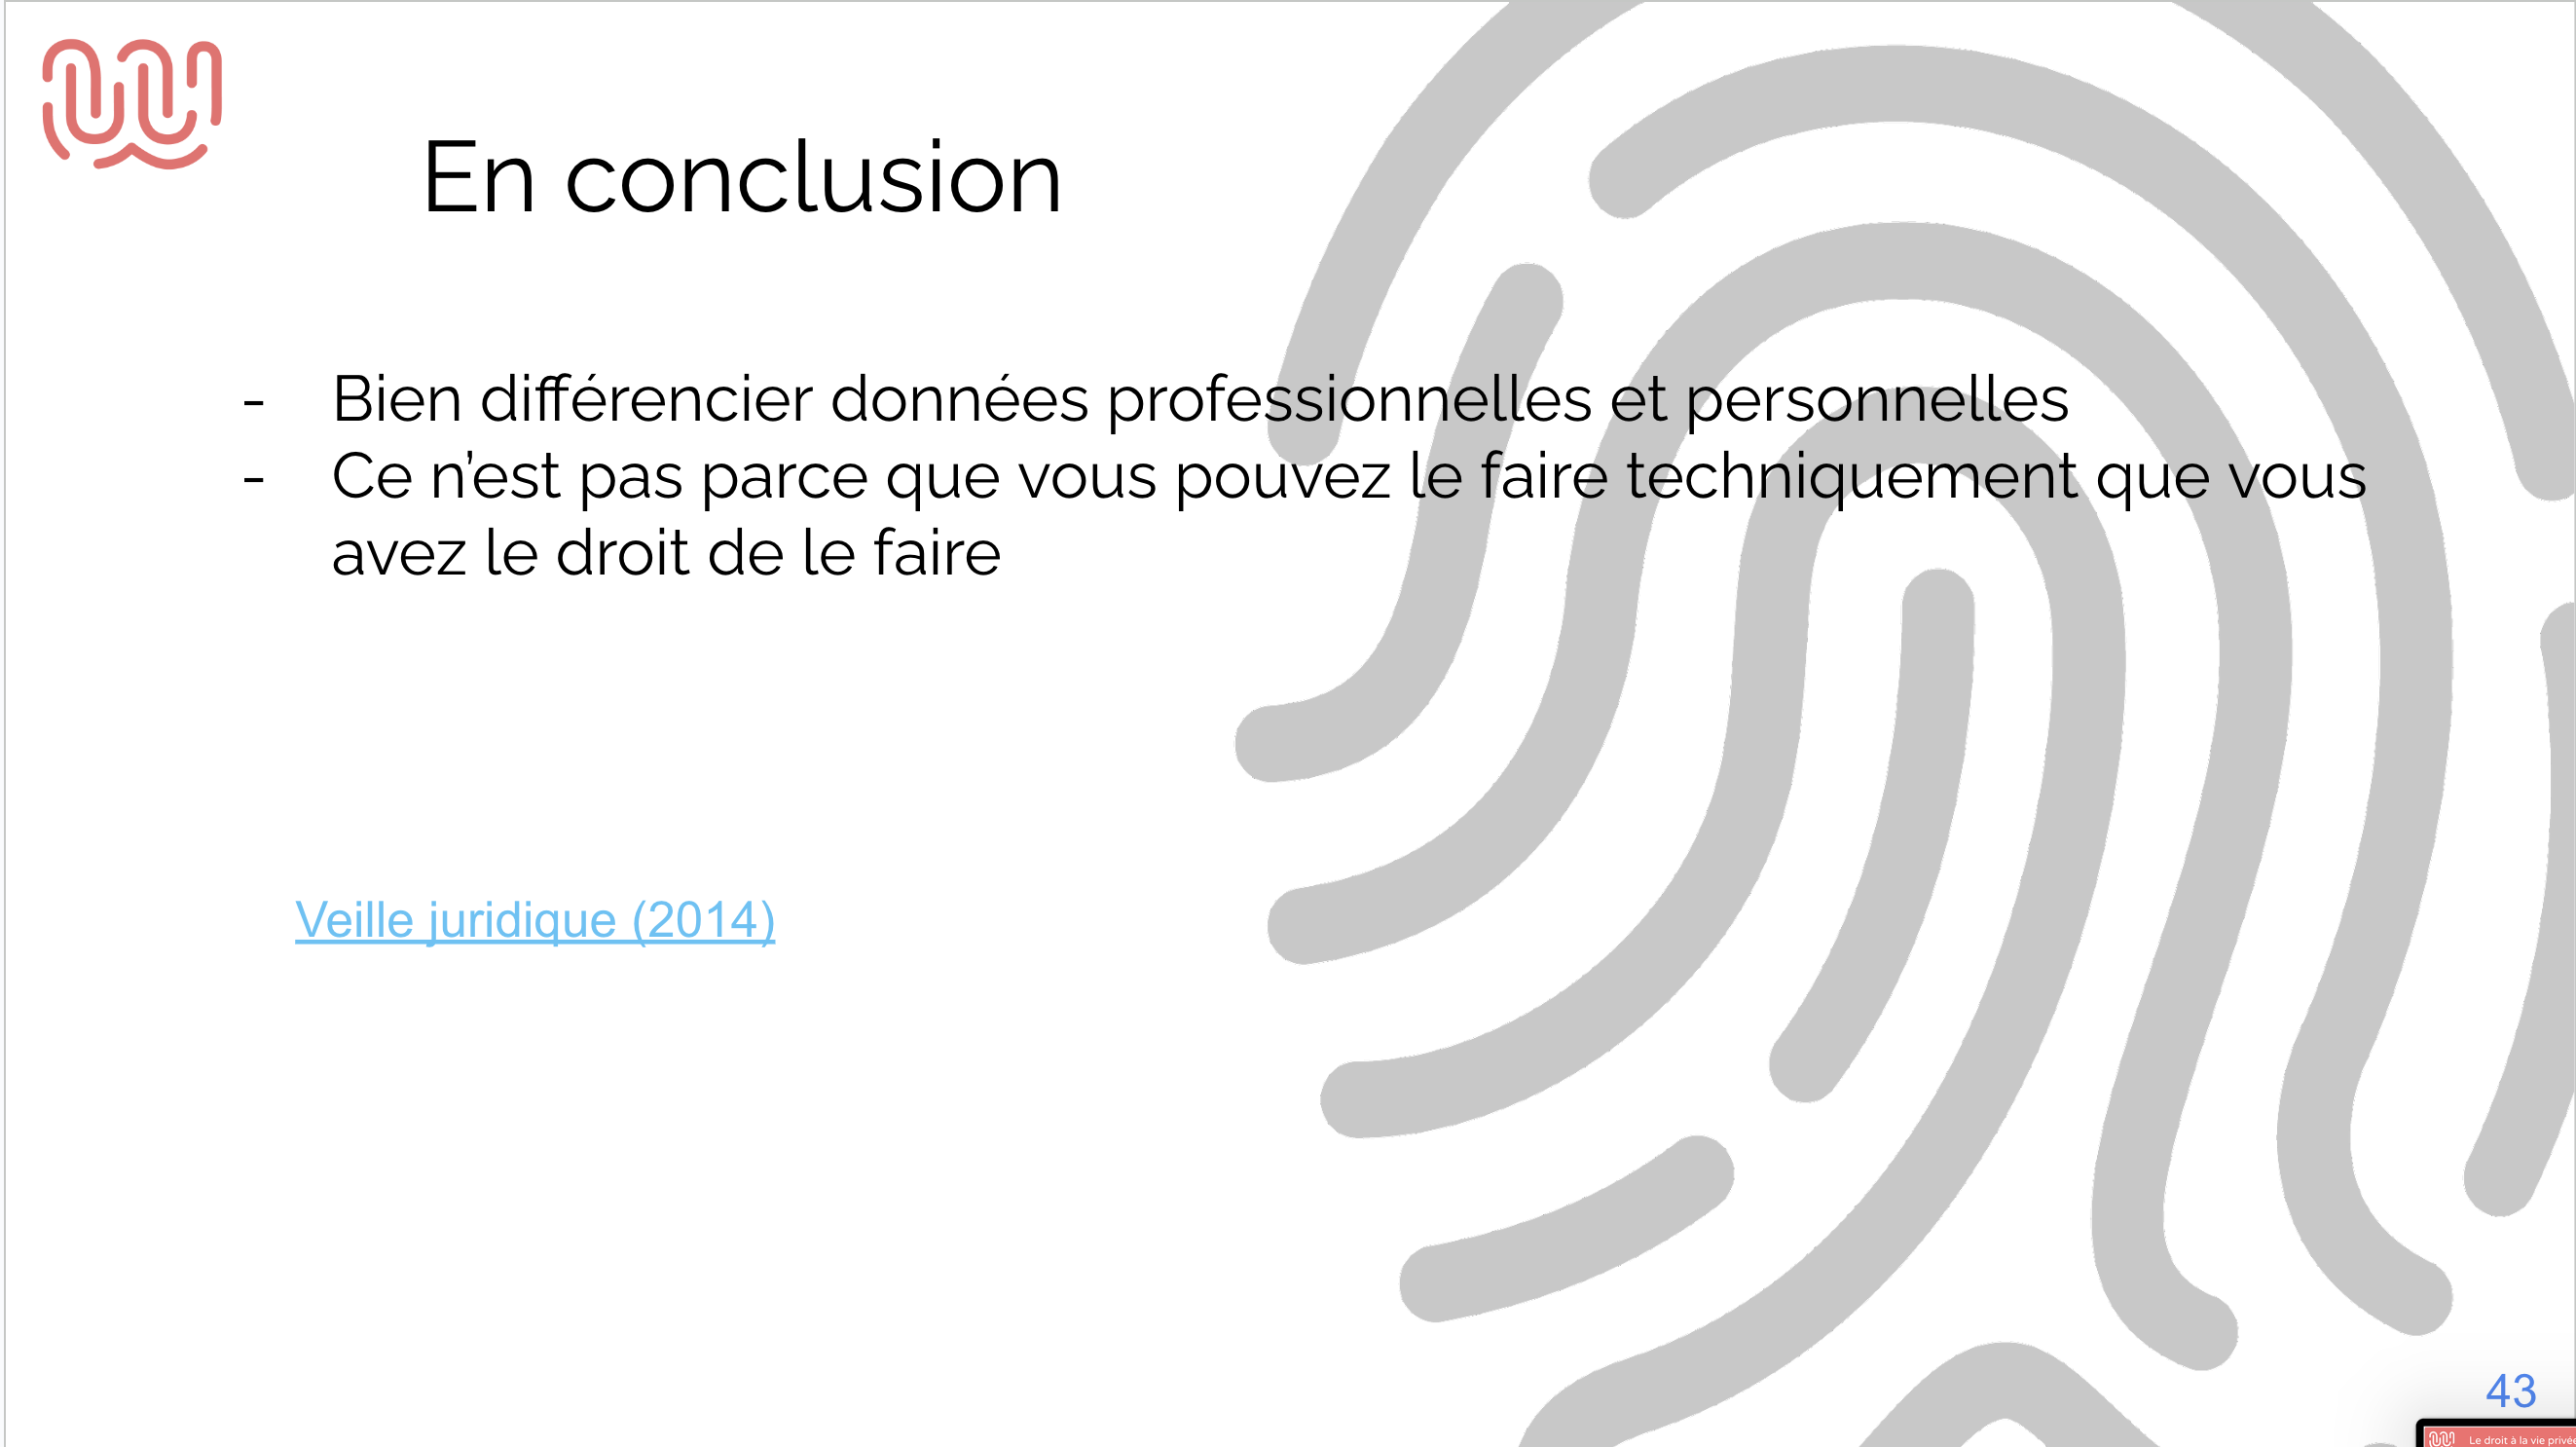 En conclusion
- Bien différencier données professionnelles et personnelles
- Ce n’est pas parce que vous pouvez le faire techniquement que vous
avez le droit de le faire
Veille juridique (2014)
43
Le droit à la vie